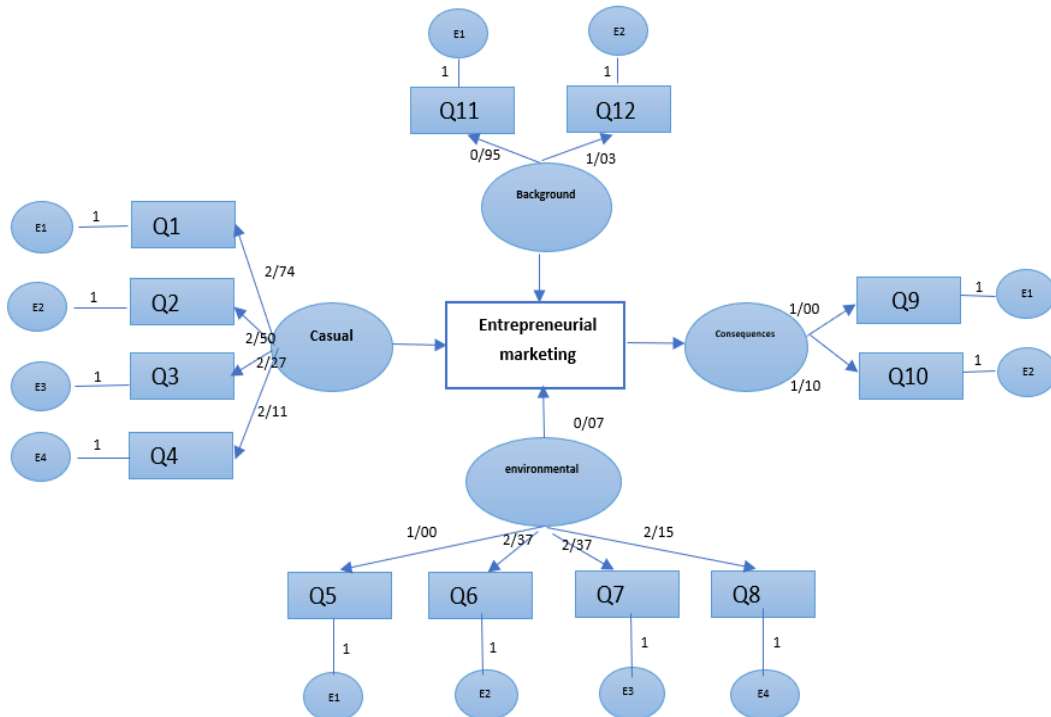 E1
E2
1
1
Q11
Q12
0/95
1/03
Background
E1
1
Q1
2/74
E2
1
Q2
2/50
Casual
E3
1
Q3
2/27
2/11
E4
1
Q4
Entrepreneurial
marketing
Consequences
1/00
Q9
1
E1
1/10
Q10
1
E2
0/07
environmental
1/00
2/37
2/37
2/15
Q5
Q6
Q7
Q8
1
1
1
1
E1
E2
E3
E4